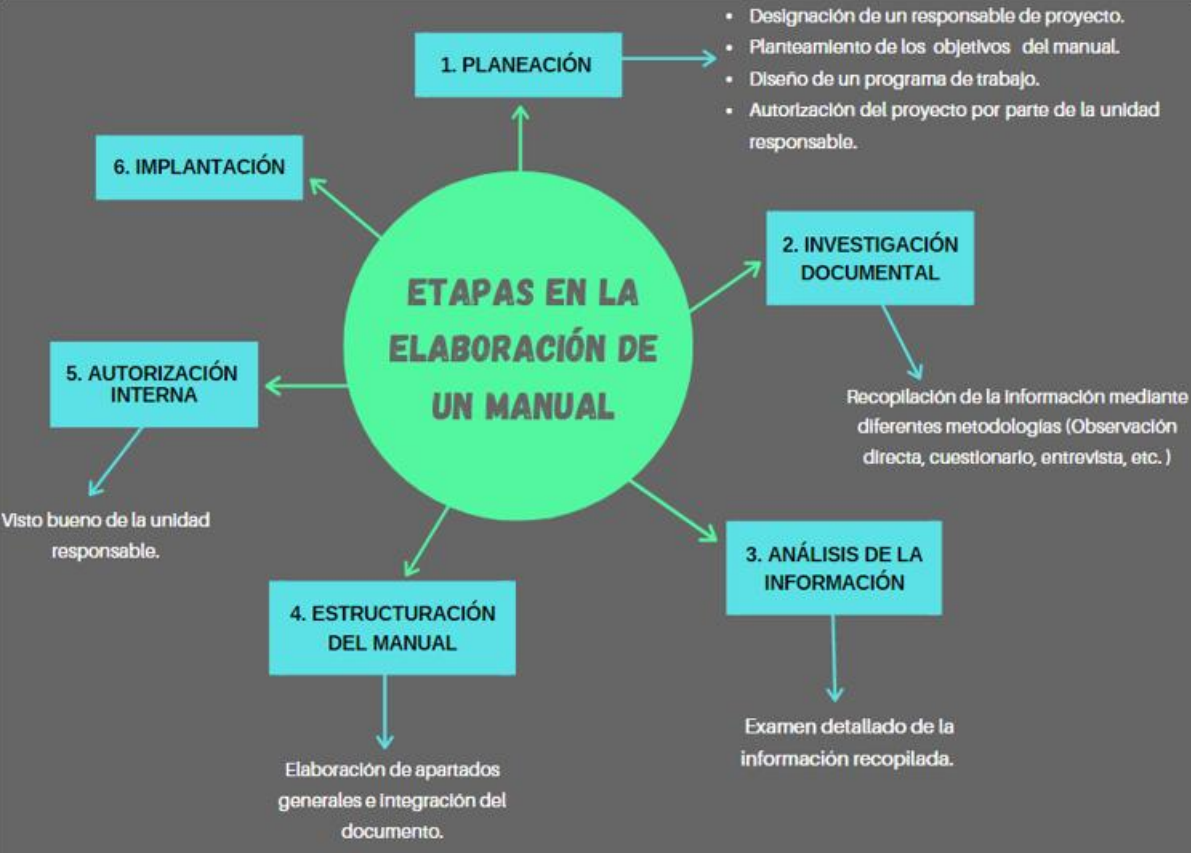 ETAPAS EN LA
ELABORACIÓN DE
UN MANUAL
1. PLANEACIÓN
• Designación de un responsable de proyecto.
• Planteamiento de los objetivos del manual.
• Diseño de un programa de trabajo.
• Autorización del proyecto por parte de la unidad
responsable.
2. INVESTIGACIÓN
DOCUMENTAL
Recopilación de la información mediante
diferentes metodologías (Observación
directa, cuestionario, entrevista, etc. )
3. ANÁLISIS DE LA
INFORMACIÓN
Examen detallado de la
información recopilada.
4. ESTRUCTURACIÓN
DEL MANUAL
Elaboración de apartados
generales e integración del
documento.
5. AUTORIZACIÓN
INTERNA
Visto bueno de la unidad
responsable.
6. IMPLANTACIÓN